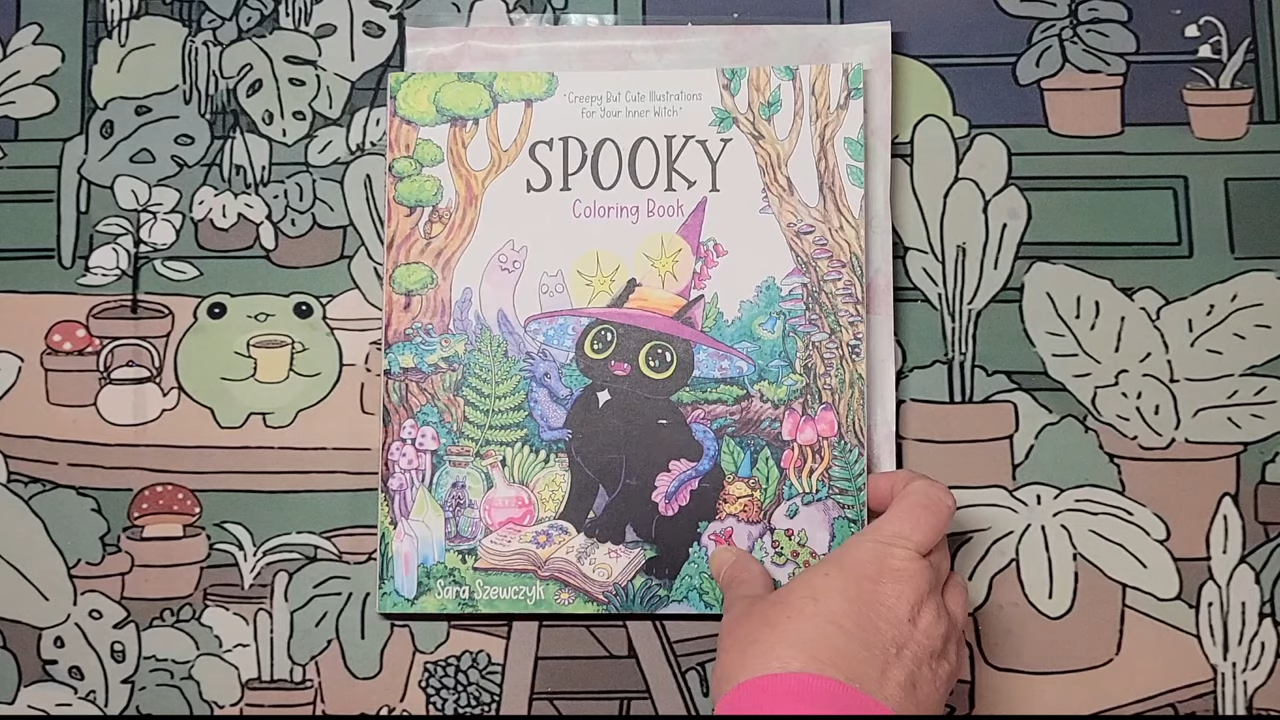 "Creepy But Cute Illustrations
For Your Inner Witch"
SPOOKY
Coloring Book
Sara Szewczyk